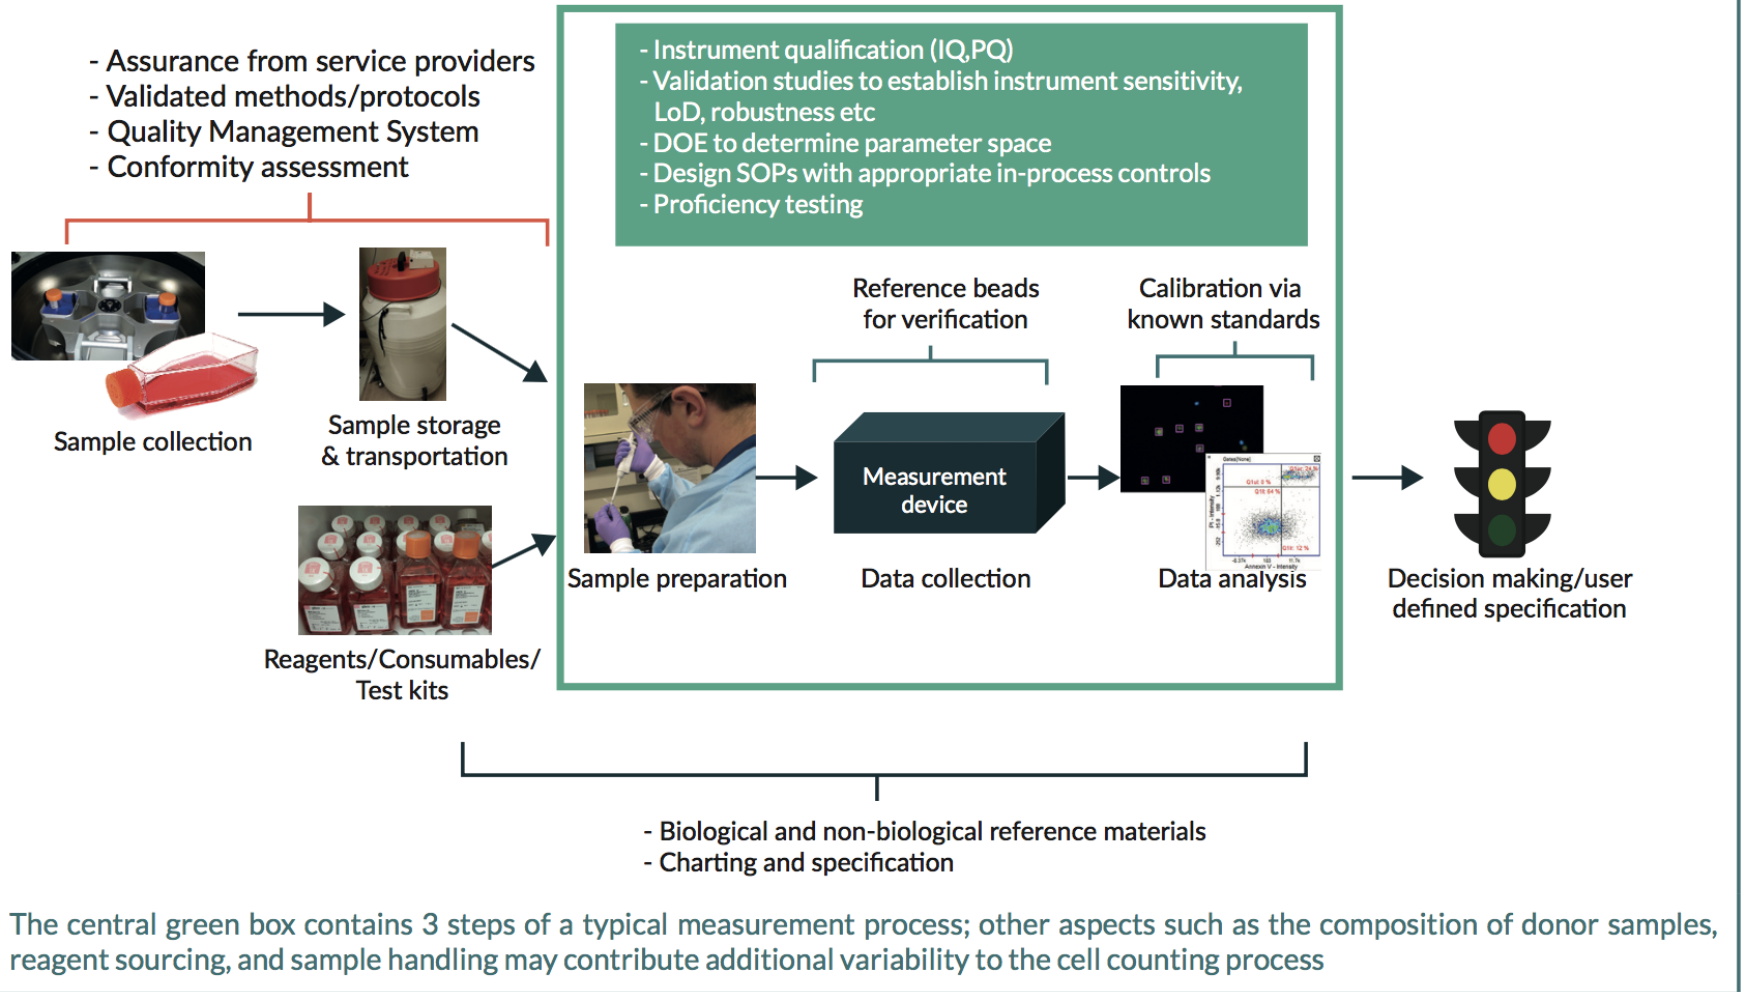 - Assurance from service providers
- Validated methods/protocols
- Quality Management System
- Conformity assessment
- Instrument qualification (IQ,PQ)
- Validation studies to establish instrument sensitivity,
LoD, robustness etc
- DOE to determine parameter space
- Design SOPs with appropriate in-process controls
- Proficiency testing
Reference beads
for verification
Calibration via
known standards
Sample collection
Sample storage
& transportation
Measurement
device
Reagents/Consumables/
Test kits
Sample preparation
Data collection
Data analysis
Annexin V - Intensity
Decision making/user
defined specification
- Biological and non-biological reference materials
- Charting and specification
The central green box contains 3 steps of a typical measurement process; other aspects such as the composition of donor samples,
reagent sourcing, and sample handling may contribute additional variability to the cell counting process